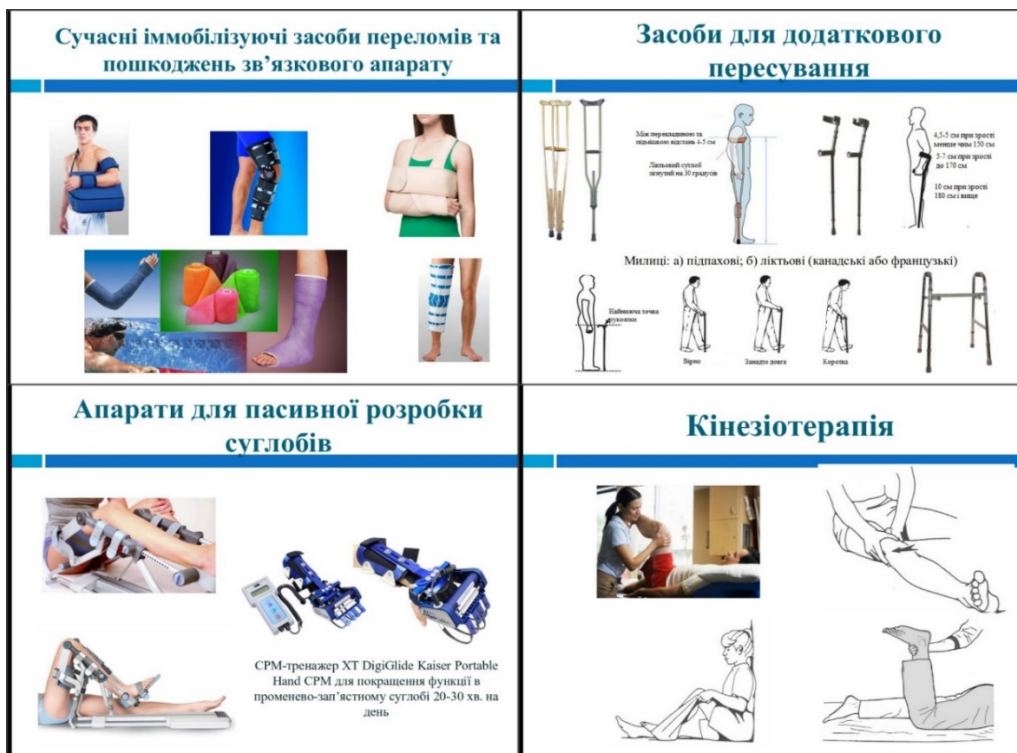 Сучасні іммобілізуючі засоби переломів та
пошкоджень зв’язкового апарату
Засоби для додаткового
пересування
Між перекладиною та
підпашкою відстань 4-5 см
Ліктьовий суглоб
зігнутий на 30 градусів
4,5-5 см при зрості
менше чим 150 см
5-7 см при зрості
до 170 см
10 см при зрості
180 см і вище
Милиці: а) підпахові; б) ліктьові (канадські або французькі)
Найвища точка
рукоятки
Вірно
Занадто довга
Коротка
Апарати для пасивної розробки
суглобів
CPM-тренажер XT DigiGlide Kaiser Portable
Hand CPM для покращення функції в
променево-зап’ястному суглобі 20-30 хв. на
день
Кінезіотерапія